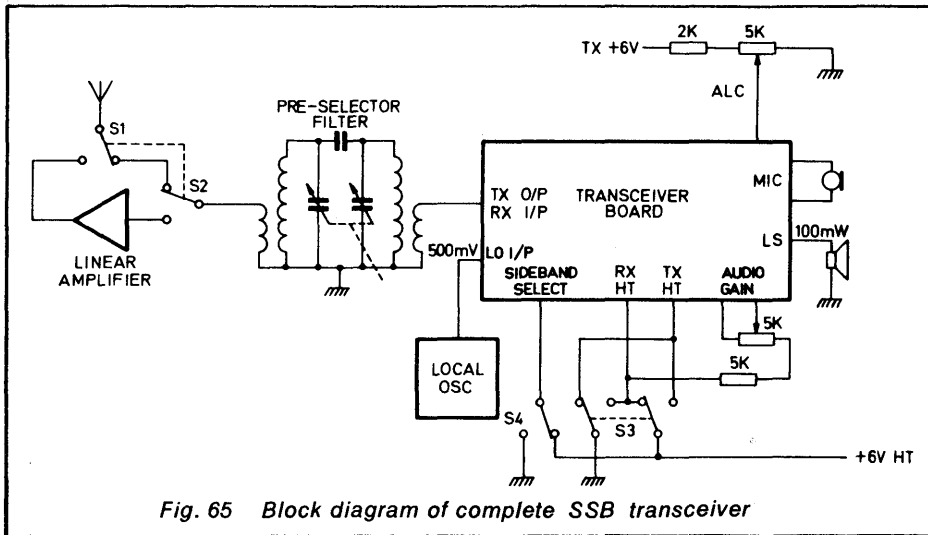 2K
5K
TX +6V
ALC
PRE-SELECTOR
FILTER
S1
S2
LINEAR
AMPLIFIER
TX O/P
RX I/P
TRANSCEIVER
BOARD
MIC
LS
100mW
500mV
LO I/P
SIDEBAND
SELECT
RX
HT
TX
HT
AUDIO
GAIN
5K
5K
LOCAL
OSC
S4
S3
+6V HT
Fig. 65 Block diagram of complete SSB transceiver